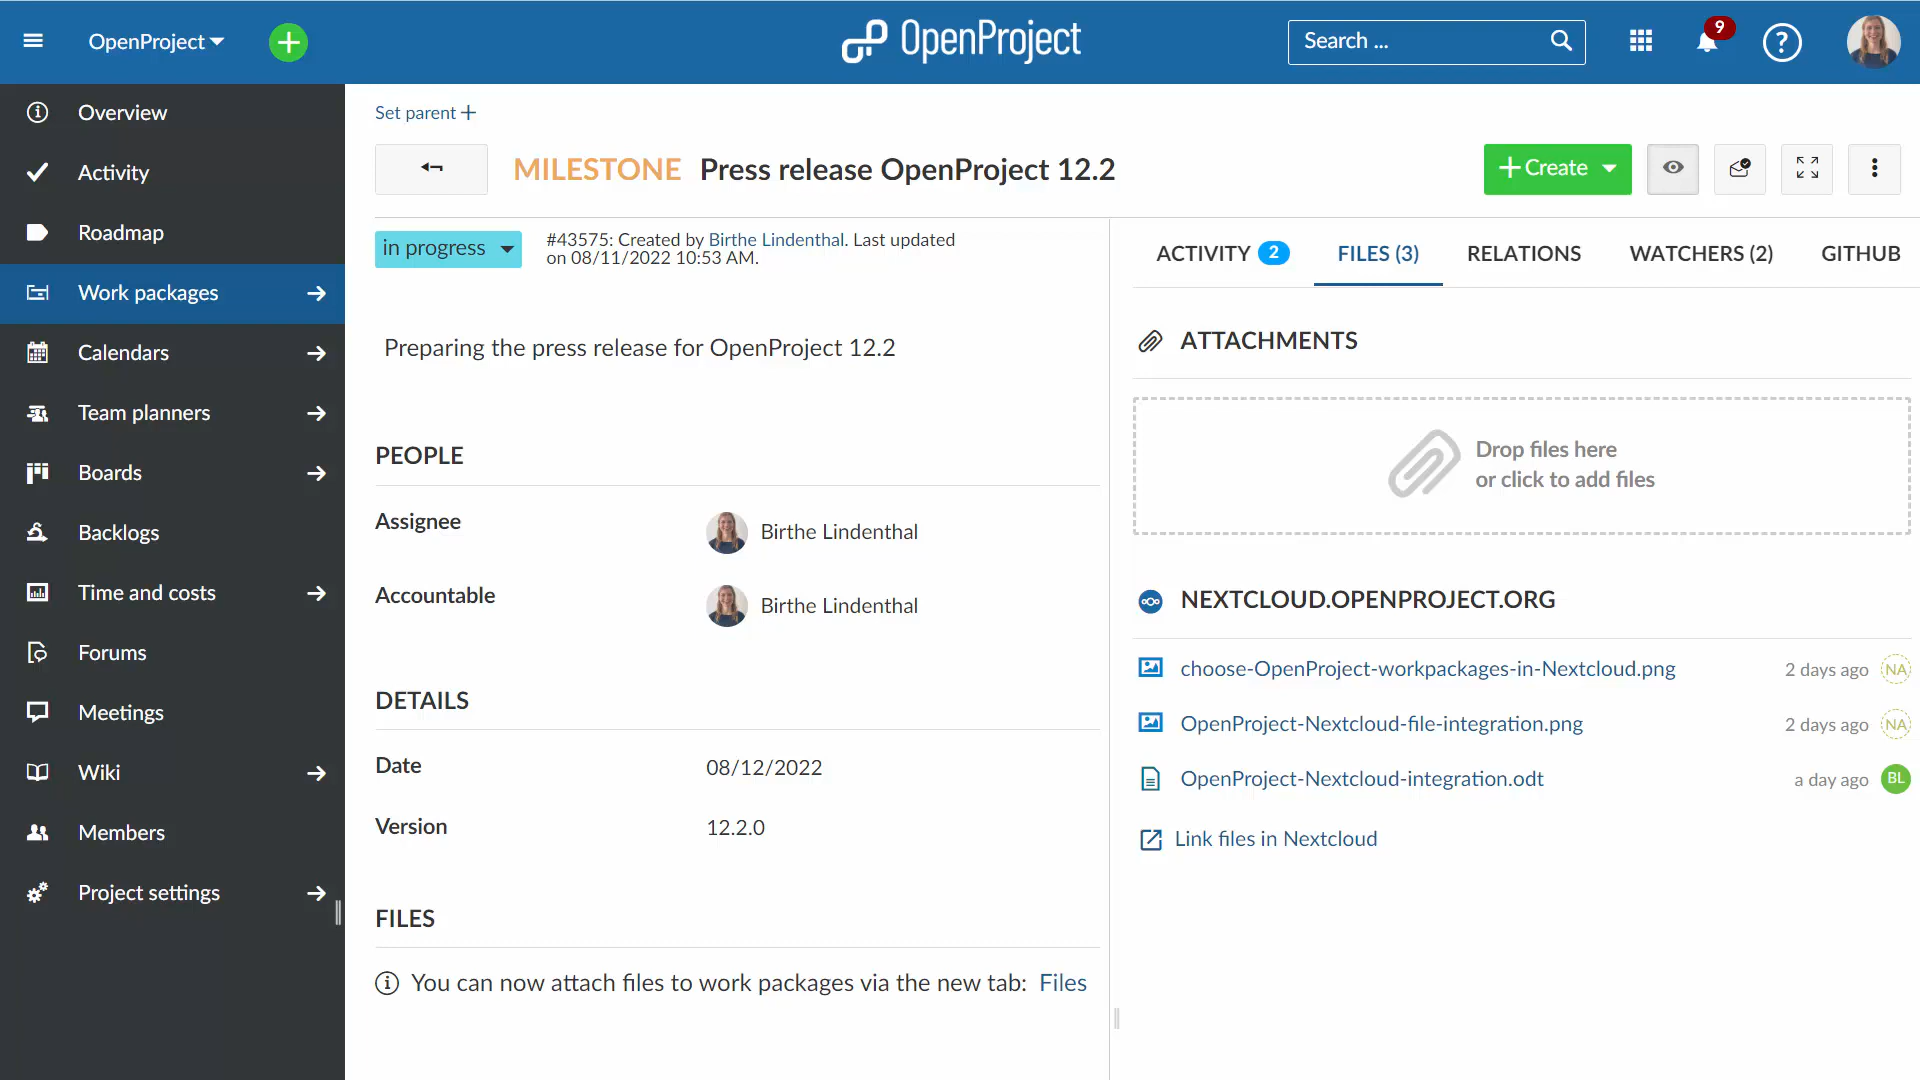 OpenProject
OpenProject
Search ...
9
?
Overview
Activity
Roadmap
Work packages
Calendars
Team planners
Boards
Backlogs
Time and costs
Forums
Meetings
Wiki
Members
Project settings
Set parent +
MILESTONE Press release OpenProject 12.2
+ Create
in progress
#43575: Created by Birthe Lindenthal. Last updated
on 08/11/2022 10:53 AM.
Preparing the press release for OpenProject 12.2
PEOPLE
Assignee Birthe Lindenthal
Accountable Birthe Lindenthal
DETAILS
Date 08/12/2022
Version 12.2.0
FILES
You can now attach files to work packages via the new tab: Files
ACTIVITY 2 FILES (3) RELATIONS WATCHERS (2) GITHUB
ATTACHMENTS
Drop files here
or click to add files
NEXTCLOUD.OPENPROJECT.ORG
choose-OpenProject-workpackages-in-Nextcloud.png 2 days ago NA
OpenProject-Nextcloud-file-integration.png 2 days ago NA
OpenProject-Nextcloud-integration.odt a day ago BL
Link files in Nextcloud